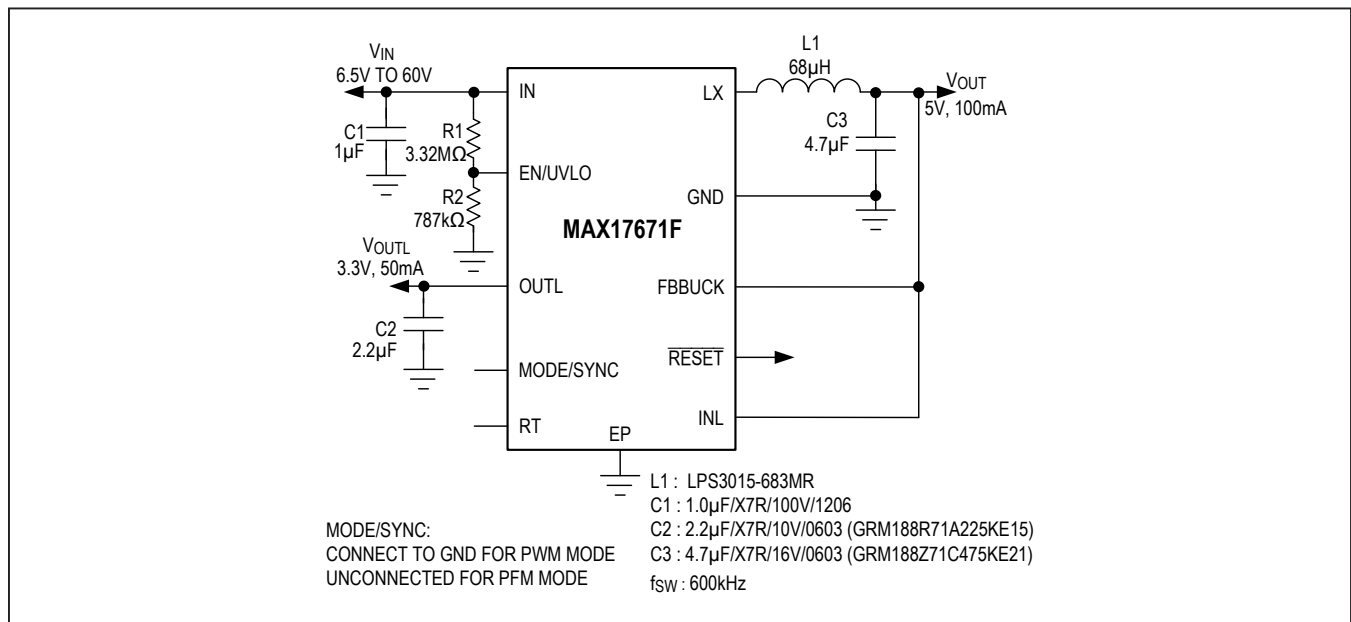 VIN
6.5V TO 60V
C1
1µF
R1
3.32MΩ
R2
787kΩ
VOUTL
3.3V, 50mA
C2
2.2µF
IN
EN/UVLO
OUTL
MODE/SYNC
RT
EP
MAX17671F
LX
GND
FBBUCK
RESET
INL
L1
68µH
C3
4.7µF
VOUT
5V, 100mA
MODE/SYNC:
CONNECT TO GND FOR PWM MODE
UNCONNECTED FOR PFM MODE
L1 : LPS3015-683MR
C1 : 1.0µF/X7R/100V/1206
C2 : 2.2µF/X7R/10V/0603 (GRM188R71A225KE15)
C3 : 4.7µF/X7R/16V/0603 (GRM188Z71C475KE21)
fSW : 600kHz